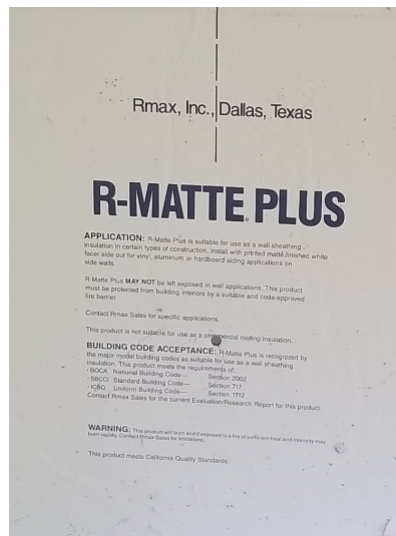 Rmax, Inc., Dallas, Texas
R-MATTE PLUS
APPLICATION: R-Matte Plus is suitable for use as a wall sheathing -
insulation in certain types of construction. Install with printed matte finished white
facer side out for vinyl, aluminum or hardboard siding applications on
side walls.
R-Matte Plus MAY NOT be left exposed in wall applications. This product
must be protected from building interiors by a suitable and code-approved
fire barrier.
Contact Rmax Sales for specific applications.
This product is not suitable for use as a commercial roofing insulation.
BUILDING CODE ACCEPTANCE: R-Matte Plus is recognized by
the major model building codes as suitable for use as a wall sheathing
insulation. This product meets the requirements of:
- BOCA National Building Code— Section 2002
- SBCCI Standard Building Code— Section 717
- ICBO Uniform Building Code— Section 1712
Contact Rmax Sales for the current Evaluation/Research Report for this product.
WARNING: This product will burn and if exposed to a fire of sufficient heat and intensity may
burn rapidly. Contact Rmax Sales for limitations.
This product meets California Quality Standards.